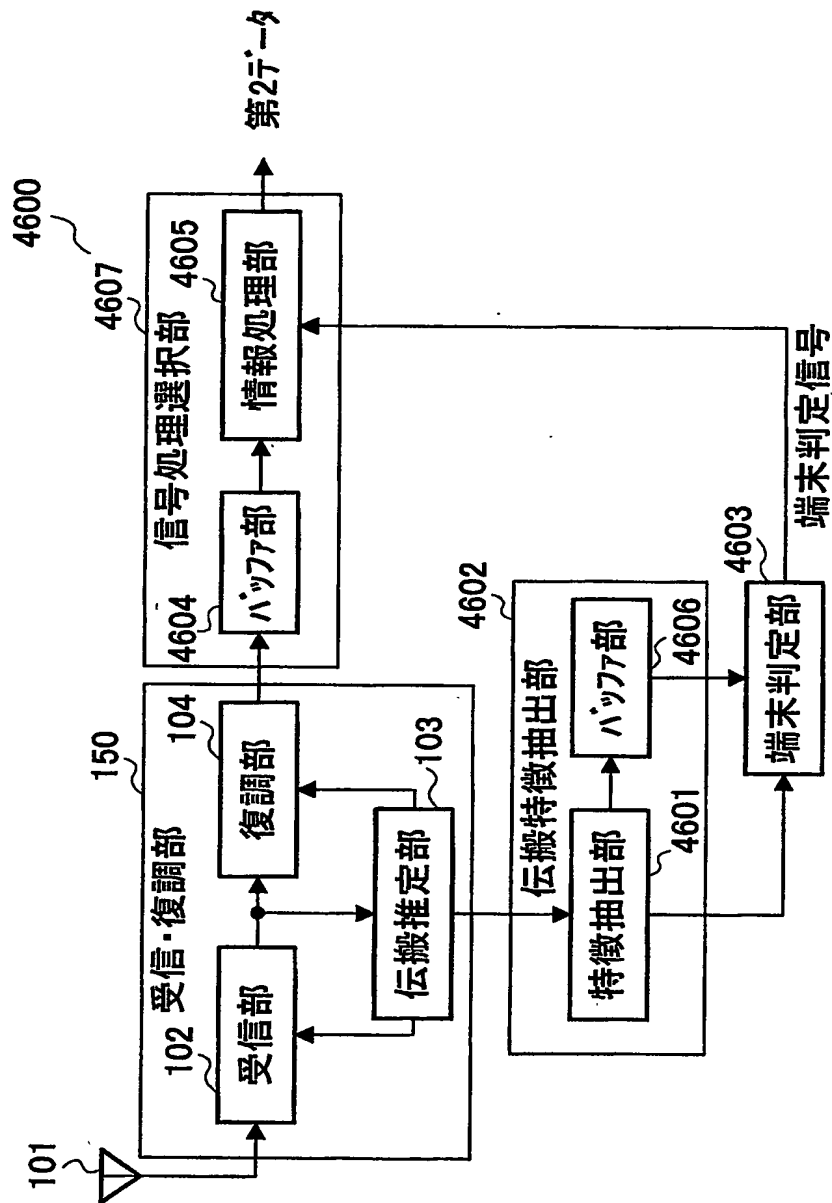 4600
101
150
受信・復調部
102
受信部
104
復調部
伝搬推定部
103
4607
信号処理選択部
4604
バッファ部
4605
情報処理部
第2データ
4602
伝搬特徴抽出部
特徴抽出部
4601
バッファ部
4606
4603
端末判定部
端末判定信号